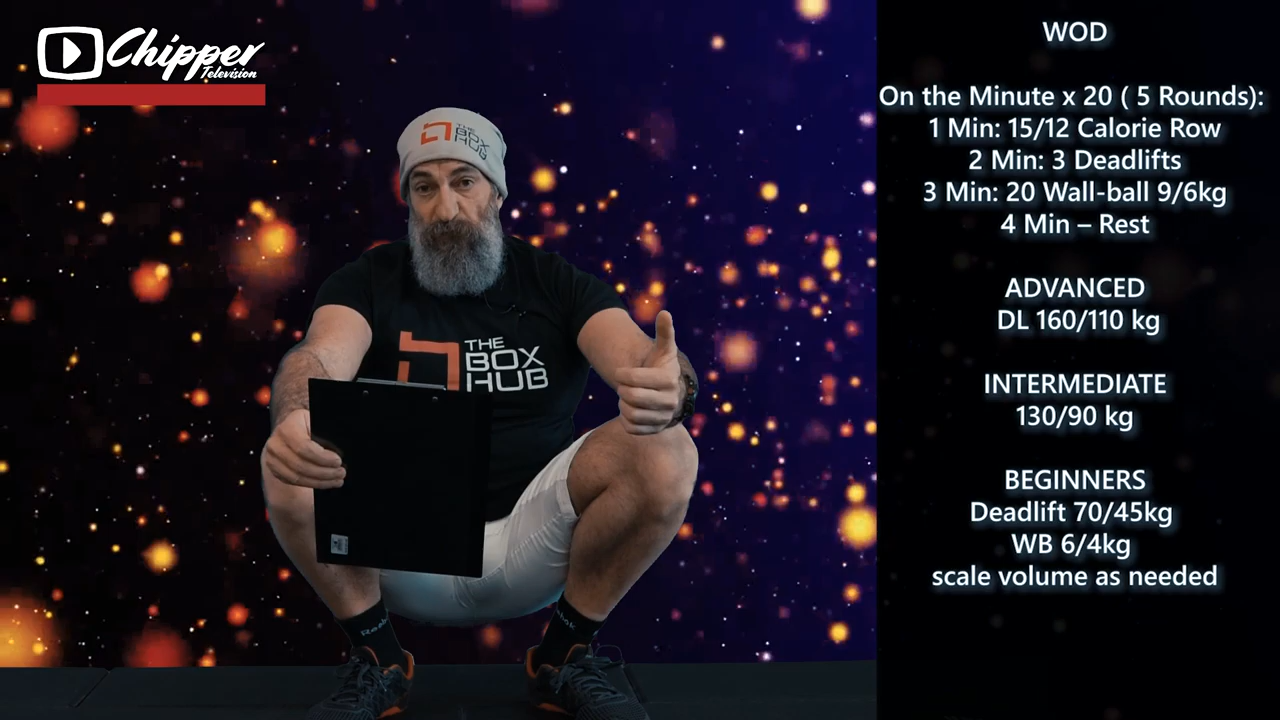 Chipper
Television
THE
BOX
HUB
THE
BOX
HUB
Reebok
WOD
On the Minute x 20 ( 5 Rounds):
1 Min: 15/12 Calorie Row
2 Min: 3 Deadlifts
3 Min: 20 Wall-ball 9/6kg
4 Min – Rest
ADVANCED
DL 160/110 kg
INTERMEDIATE
130/90 kg
BEGINNERS
Deadlift 70/45kg
WB 6/4kg
scale volume as needed